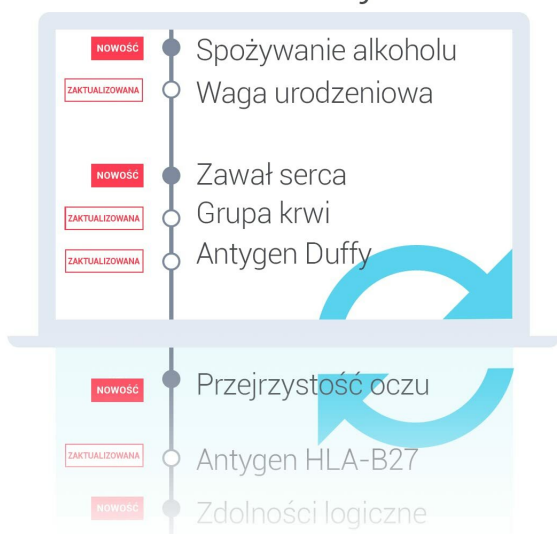 NOWOŚĆ Spożywanie alkoholu
ZAKTUALIZOWANA Waga urodzeniowa
NOWOŚĆ Zawał serca
ZAKTUALIZOWANA Grupa krwi
ZAKTUALIZOWANA Antygen Duffy
NOWOŚĆ Przejrzystość oczu
ZAKTUALIZOWANA Antygen HLA-B27
NOWOŚĆ Zdolności logiczne